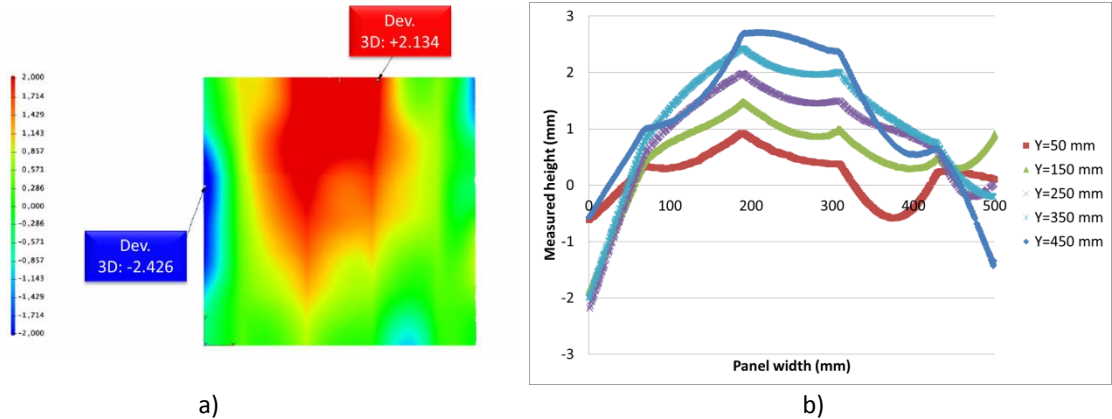 Dev.
3D: +2.134
2,000
1,714
1,429
1,143
0,857
0,571
0,286
0,000
-0,286
-0,571
-0,857
-1,143
-1,429
-1,714
-2,000
Dev.
3D: -2.426
a)
3
2
1
0
-1
-2
-3
Measured height (mm)
0 100 200 300 400 500
Panel width (mm)
Y=50 mm
Y=150 mm
Y=250 mm
Y=350 mm
Y=450 mm
b)